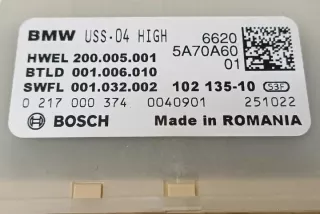 BMW USS-04 HIGH 6620
5A70A60
HWEL 200.005.001 01
BTLD 001.006.010
SWFL 001.032.002 102 135-10 53F
0 217 000 374 0040901 251022
BOSCH Made in ROMANIA